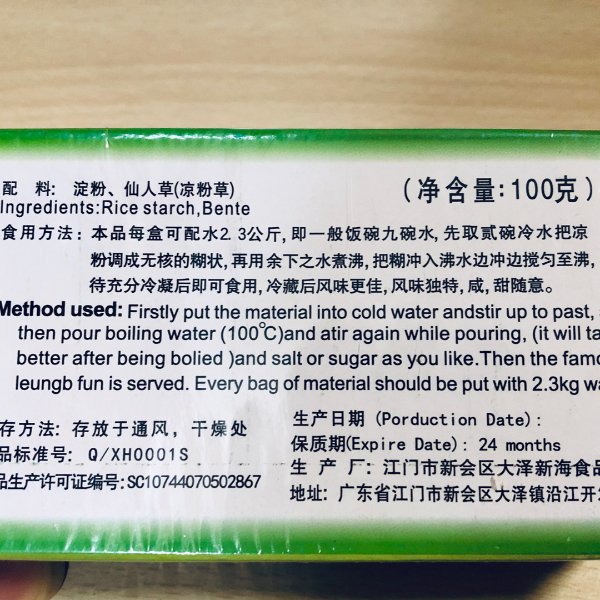 配 料: 淀粉、仙人草(凉粉草)
(净含量:100克)
Ingredients:Rice starch,Bente
食用方法: 本品每盒可配水2.3公斤,即一般饭碗九碗水,先取贰碗冷水把凉
粉调成无核的糊状,再用余下之水煮沸,把糊冲入沸水边冲边搅匀至沸,
待充分冷凝后即可食用,冷藏后风味更佳,风味独特,咸,甜随意。
Method used: Firstly put the material into cold water andstir up to past,
then pour boiling water (100℃)and atir again while pouring, (it will ta
better after being bolied )and salt or sugar as you like.Then the famo
leungb fun is served. Every bag of material should be put with 2.3kg wa
存方法: 存放于通风,干燥处
品标准号: Q/XH0001S
品生产许可证编号:SC10744070502867
生产日期 (Porduction Date):
保质期(Expire Date): 24 months
生 产 厂:江门市新会区大泽新海食品
地址: 广东省江门市新会区大泽镇沿江开